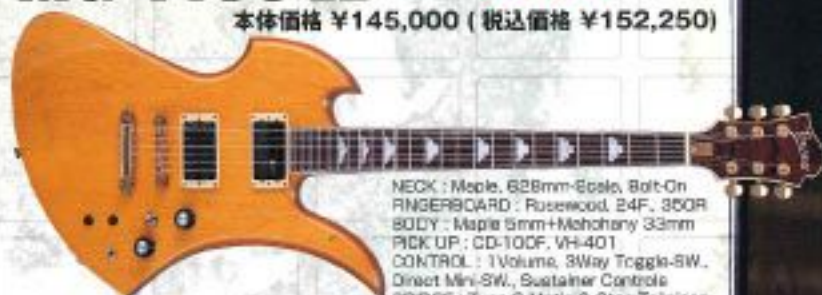 本体価格 ¥145,000 ( 税込価格 ¥152,250)
NECK : Maple, 628mm-Scale, Bolt-On
FINGERBOARD : Rosewood, 24F, 350R
BODY : Maple 5mm+Mahohany 33mm
PICK UP : CD-100F, VH-401
CONTROL : 1Volume, 3Way Toggle-SW.,
Direct Mini-SW., Sustainer Controls